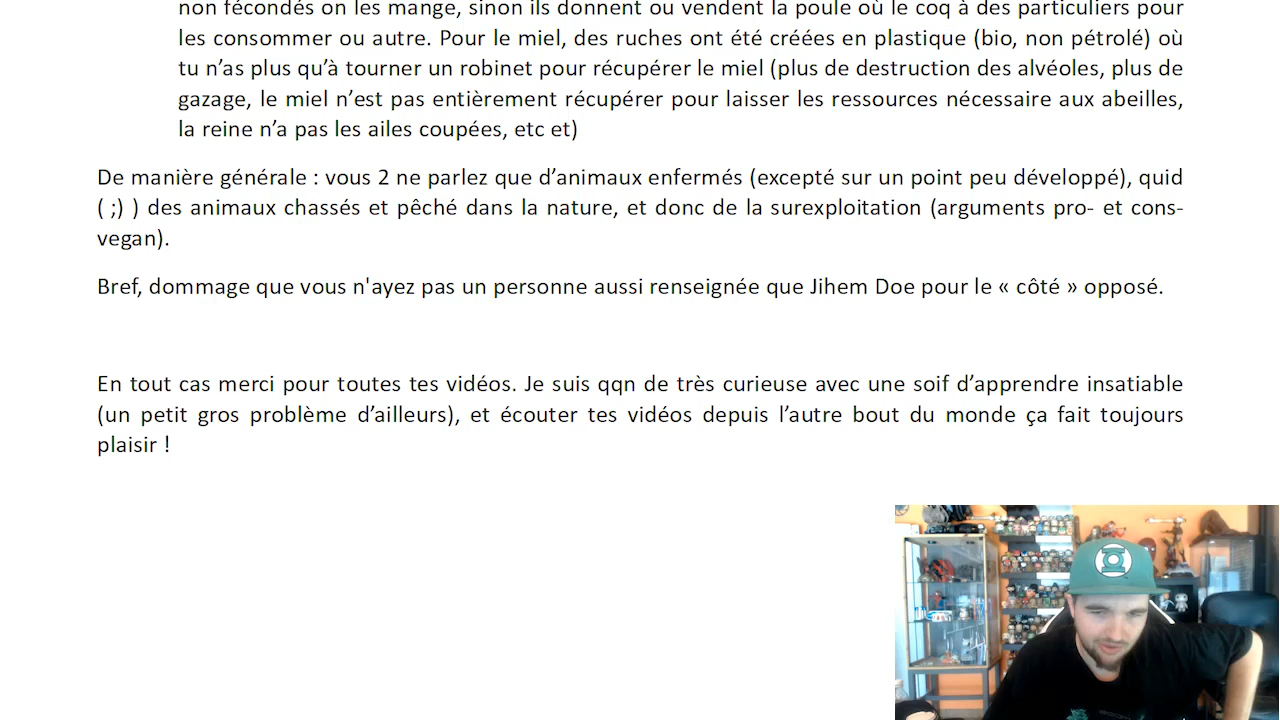 non fécondés on les mange, sinon ils donnent ou vendent la poule où le coq à des particuliers pour
les consommer ou autre. Pour le miel, des ruches ont été créées en plastique (bio, non pétrolé) où
tu n’as plus qu’à tourner un robinet pour récupérer le miel (plus de destruction des alvéoles, plus de
gazage, le miel n’est pas entièrement récupérer pour laisser les ressources nécessaire aux abeilles,
la reine n’a pas les ailes coupées, etc et)
De manière générale : vous 2 ne parlez que d’animaux enfermés (excepté sur un point peu développé), quid
( ;) ) des animaux chassés et pêché dans la nature, et donc de la surexploitation (arguments pro- et cons-
vegan).
Bref, dommage que vous n'ayez pas un personne aussi renseignée que Jihem Doe pour le « côté » opposé.
En tout cas merci pour toutes tes vidéos. Je suis qqn de très curieuse avec une soif d’apprendre insatiable
(un petit gros problème d’ailleurs), et écouter tes vidéos depuis l’autre bout du monde ça fait toujours
plaisir !